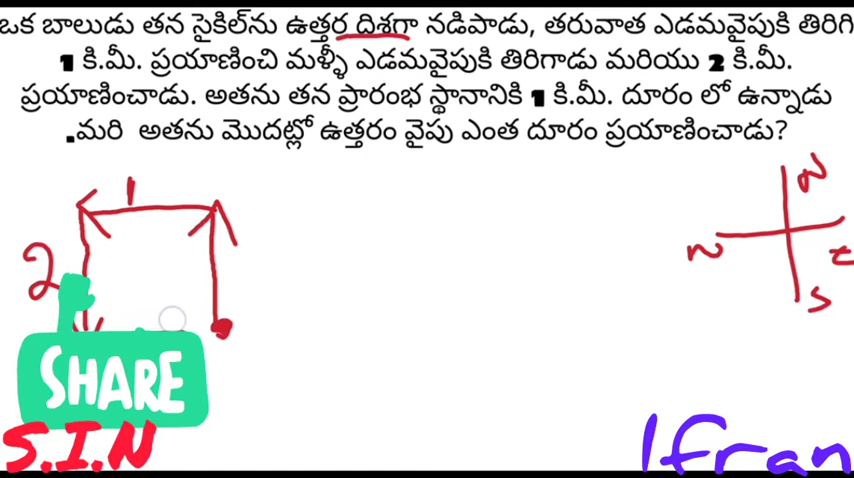 ఒక బాలుడు తన సైకిల్‌ను ఉత్తర దిశగా నడిపాడు, తరువాత ఎడమవైపుకి తిరిగి
1 కి.మీ. ప్రయాణించి మళ్ళీ ఎడమవైపుకి తిరిగాడు మరియు 2 కి.మీ.
ప్రయాణించాడు. అతను తన ప్రారంభ స్థానానికి 1 కి.మీ. దూరం లో ఉన్నాడు
.మరి అతను మొదట్లో ఉత్తరం వైపు ఎంత దూరం ప్రయాణించాడు?
1
N
2
E
S
SHARE
S.I.N
Ifran